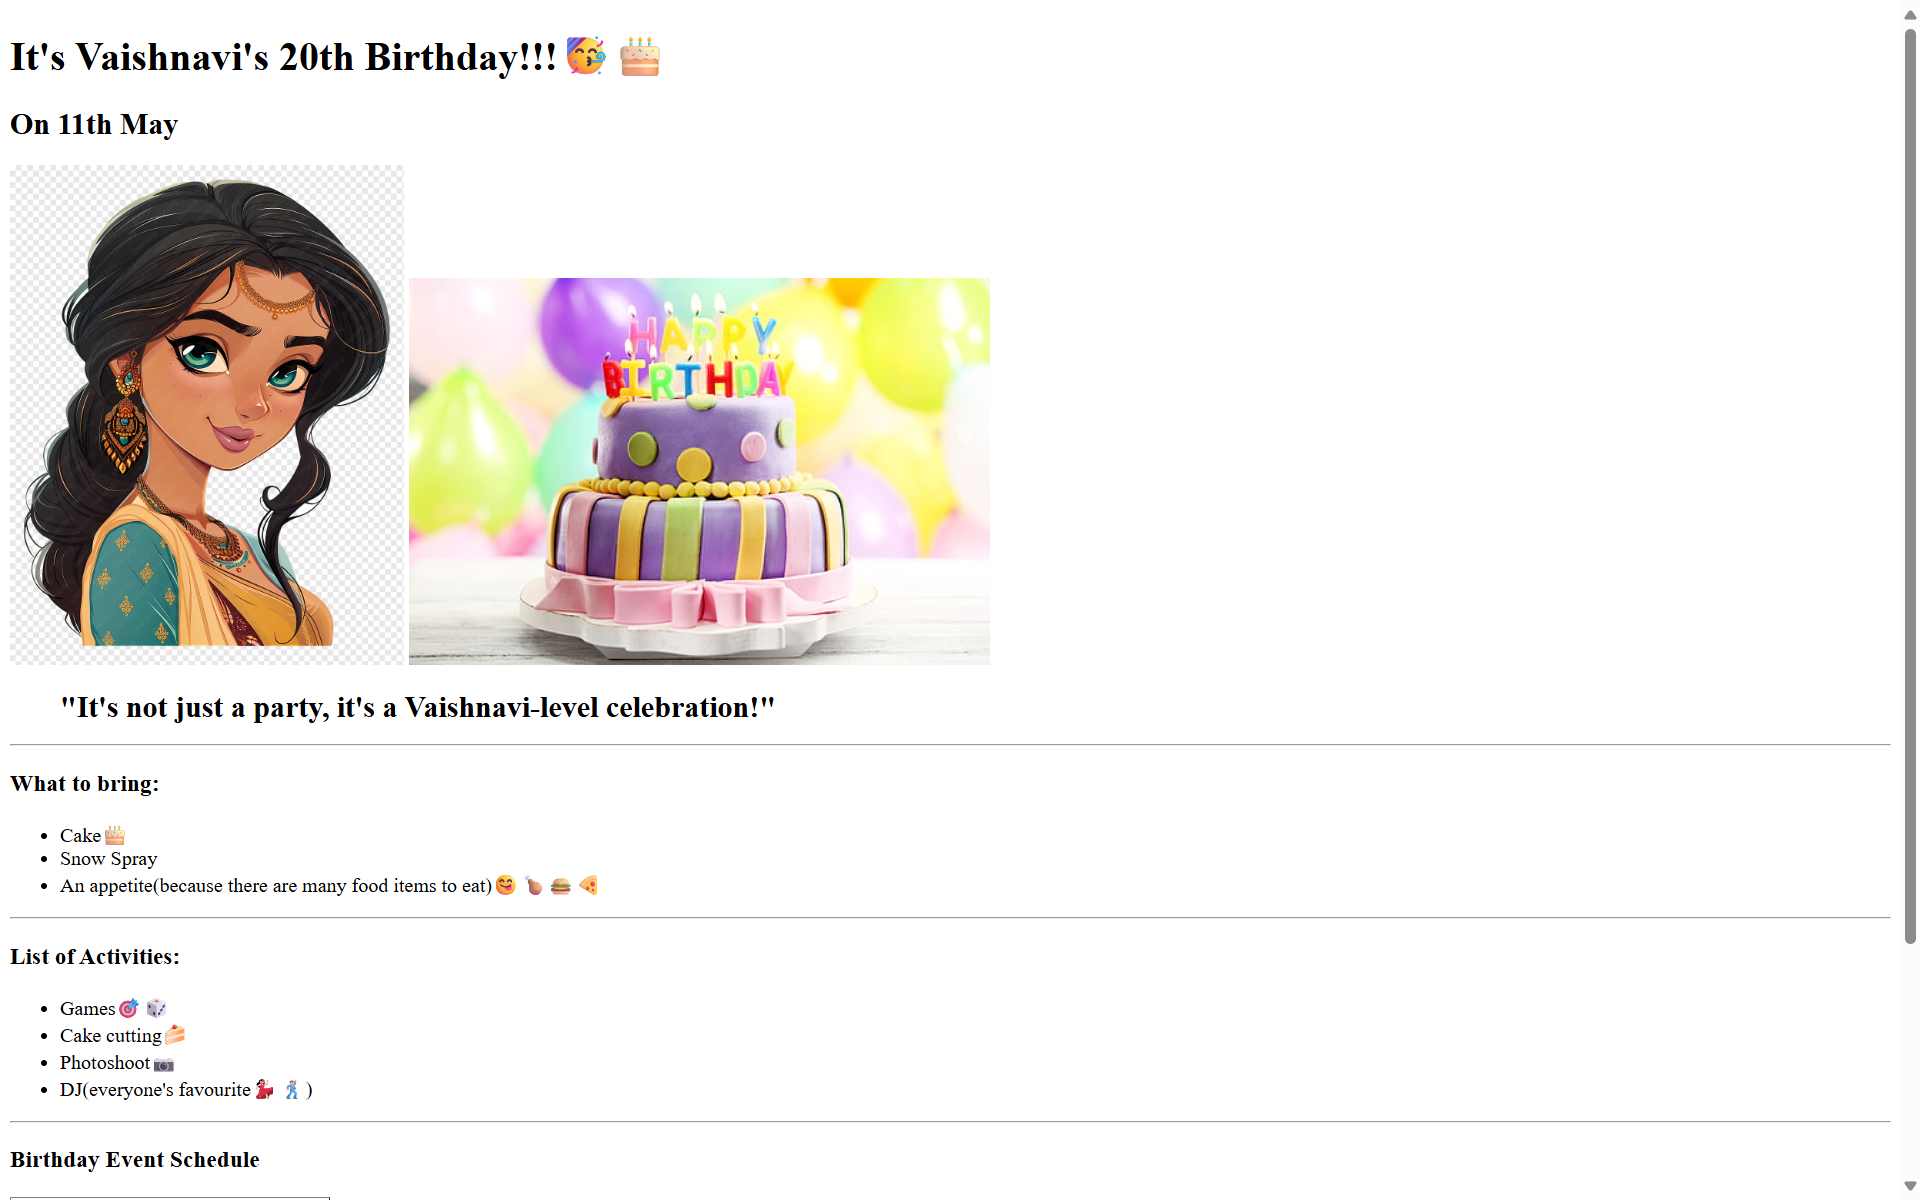 It's Vaishnavi's 20th Birthday!!!🥳 🎂
On 11th May
HAPPY
BIRTHDAY
"It's not just a party, it's a Vaishnavi-level celebration!"
What to bring:
Cake🎂
Snow Spray
An appetite(because there are many food items to eat)😋 🍗 🍔 🍕
List of Activities:
Games🎯 🎲
Cake cutting🍰
Photoshoot📷
DJ(everyone's favourite💃 🕺 )
Birthday Event Schedule